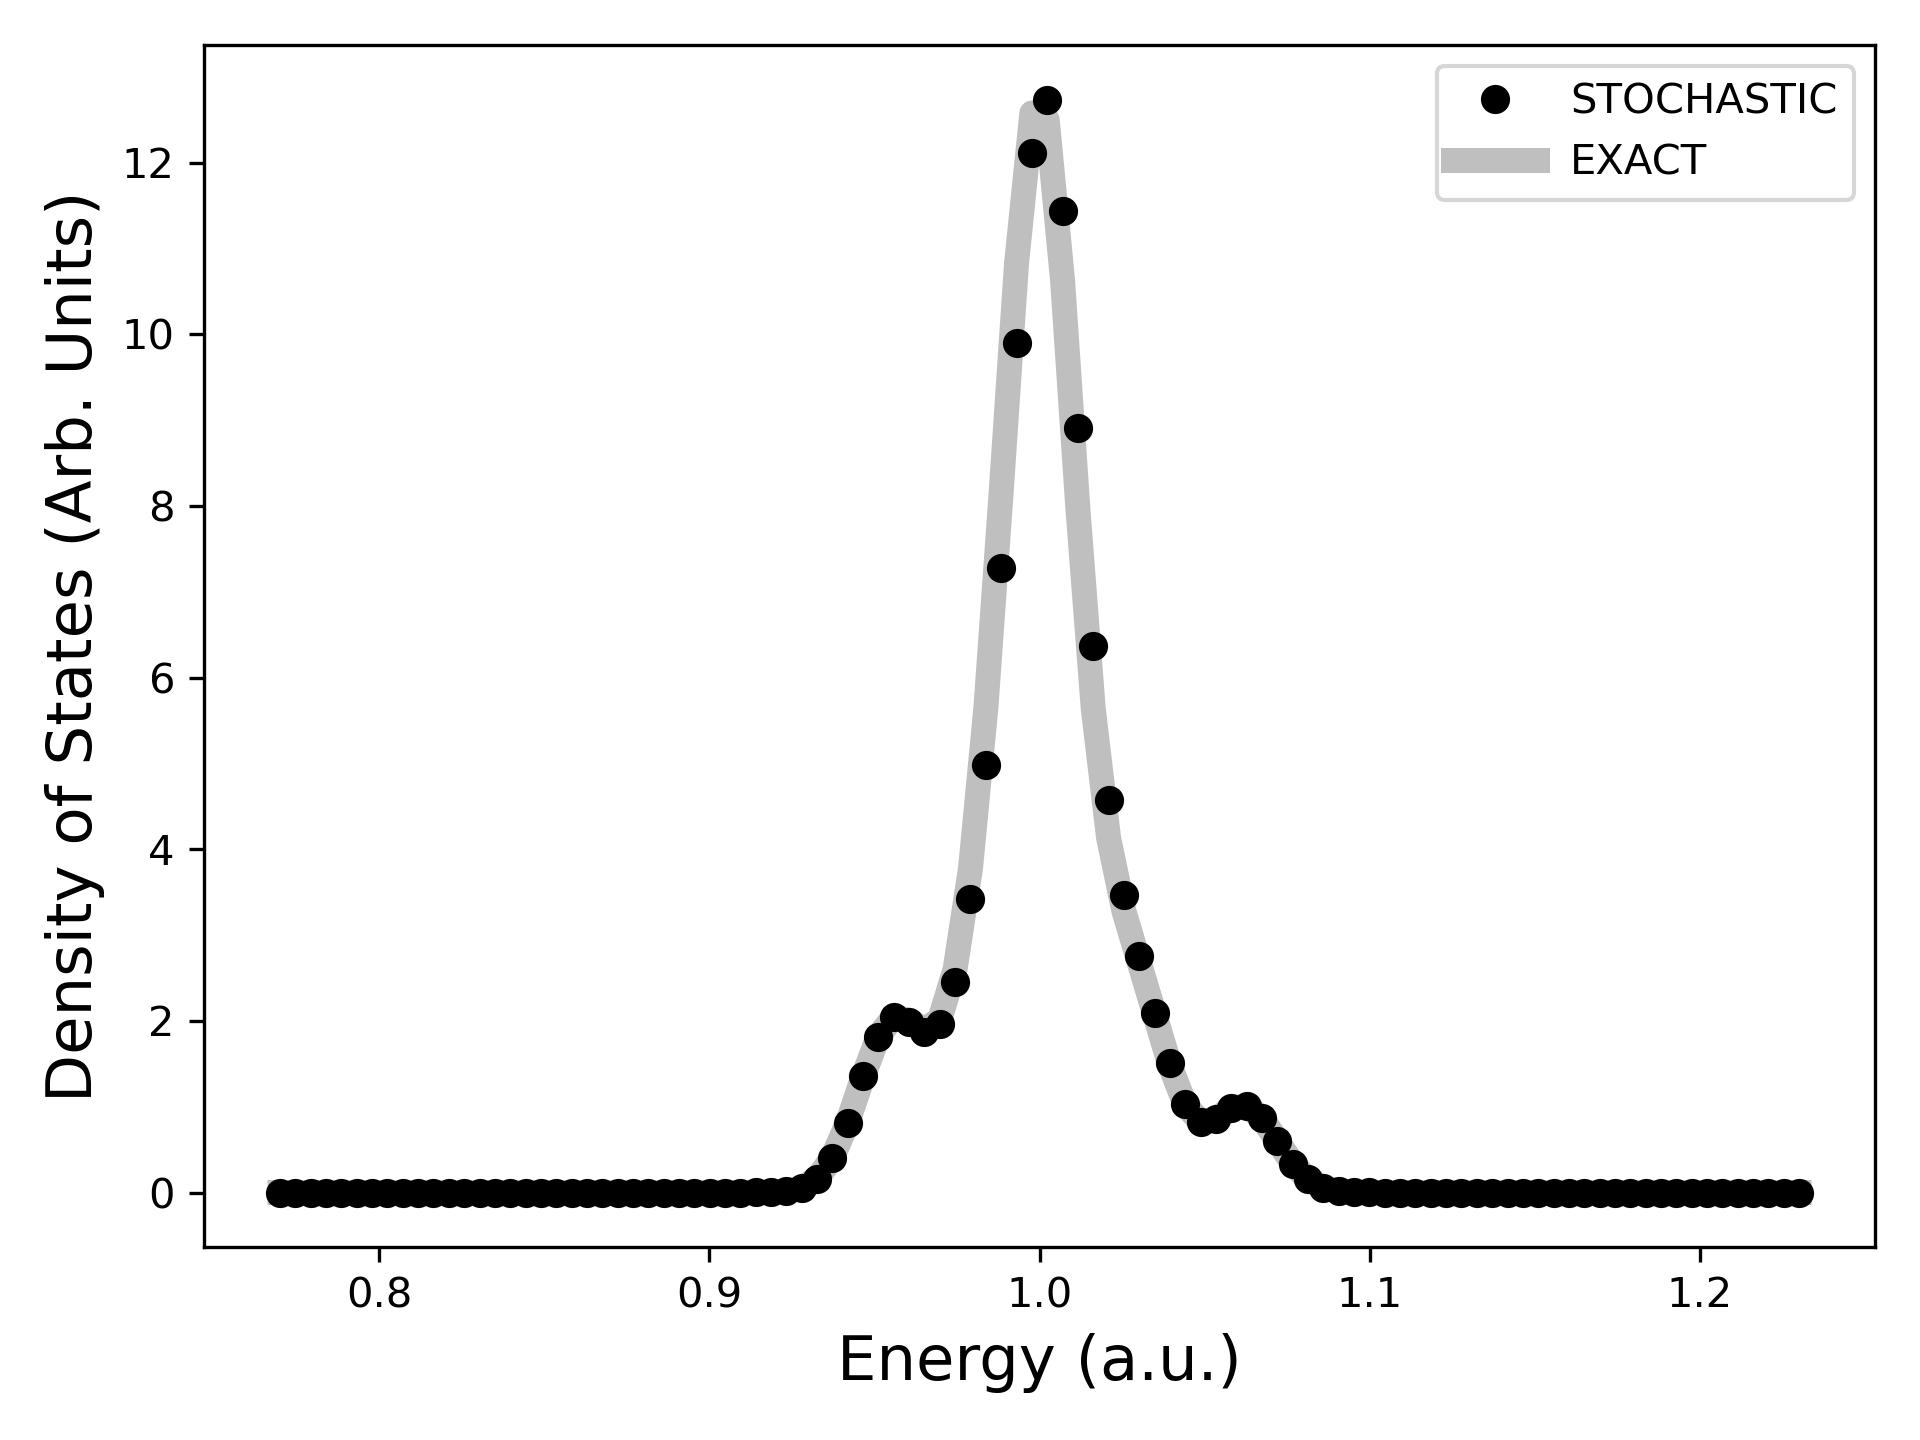 STOCHASTIC
EXACT
Density of States (Arb. Units)
12
10
8
6
4
2
0
0.8 0.9 1.0 1.1 1.2
Energy (a.u.)